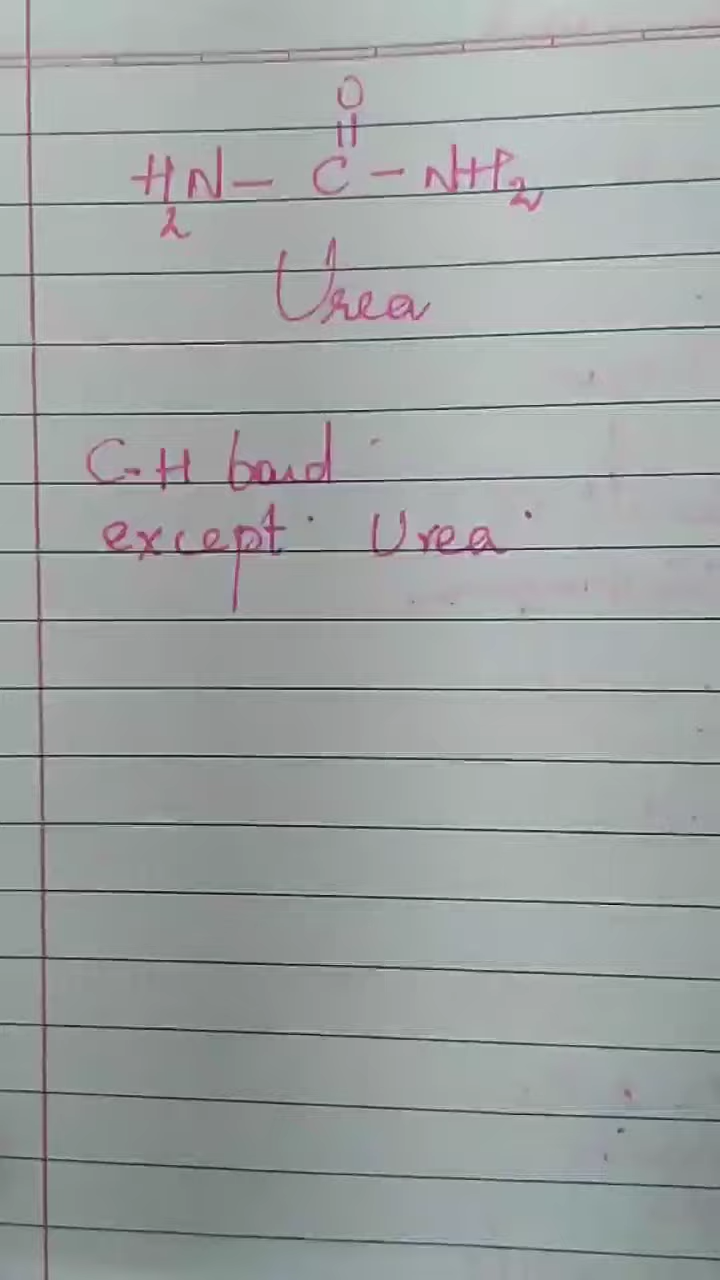 O
||
H₂N – C – NH₂
Urea
C-H bond
except Urea